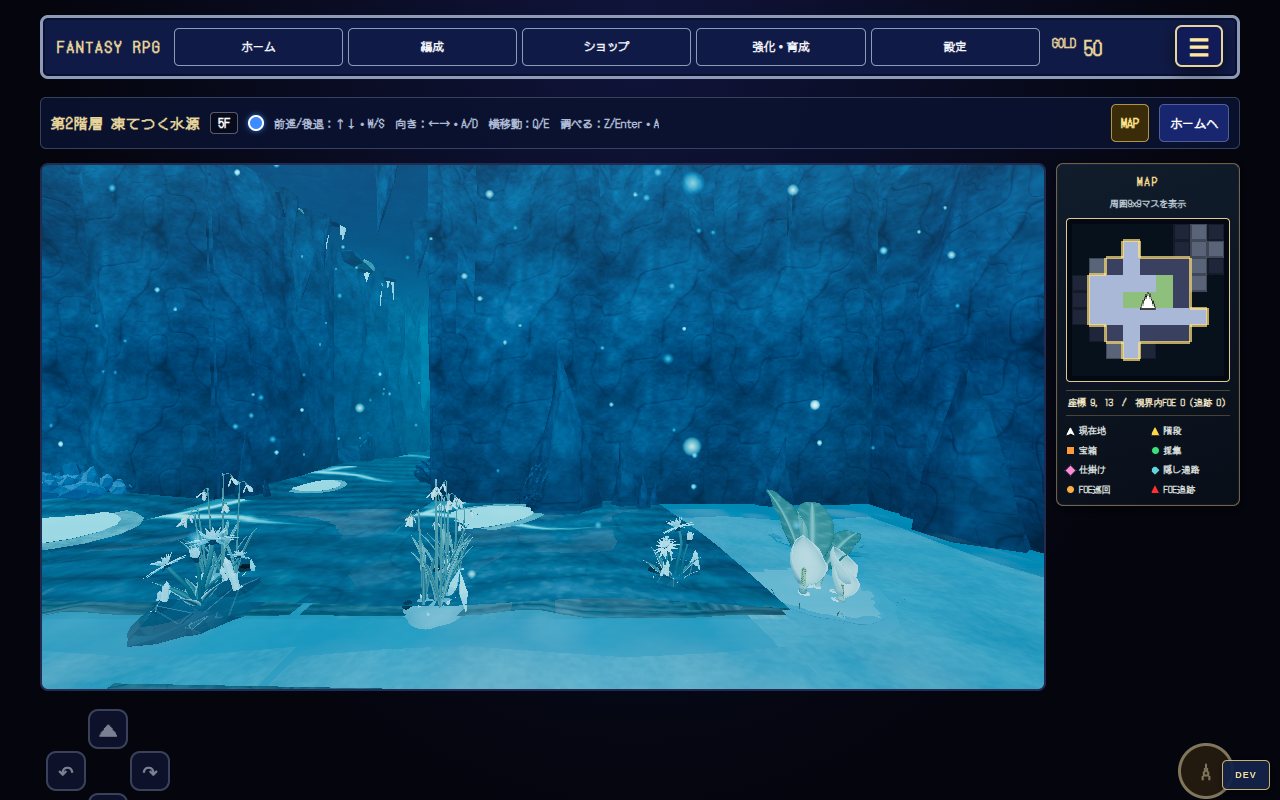 FANTASY RPG
ホーム
編成
ショップ
強化・育成
設定
GOLD 50
第2階層 凍てつく水源
5F
前進/後退：↑↓・W/S 向き：←→・A/D 横移動：Q/E 調べる：Z/Enter・A
MAP
ホームへ
MAP
周囲9x9マスを表示
座標 9, 13 / 視界内FOE 0 (追跡 0)
現在地
階段
宝箱
採集
仕掛け
隠し通路
FOE巡回
FOE追跡
A
DEV